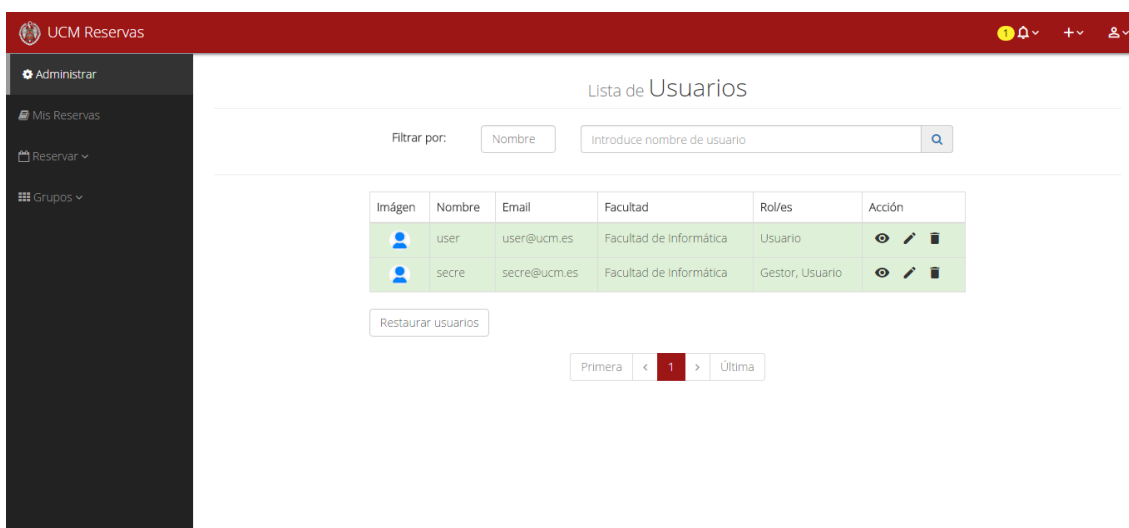 UCM Reservas
1
Administrar
Mis Reservas
Reservar
Grupos
Lista de Usuarios
Filtrar por: Nombre Introduce nombre de usuario
Imágen Nombre Email Facultad Rol/es Acción
user user@ucm.es Facultad de Informática Usuario
secre secre@ucm.es Facultad de Informática Gestor, Usuario
Restaurar usuarios
Primera < 1 > Última